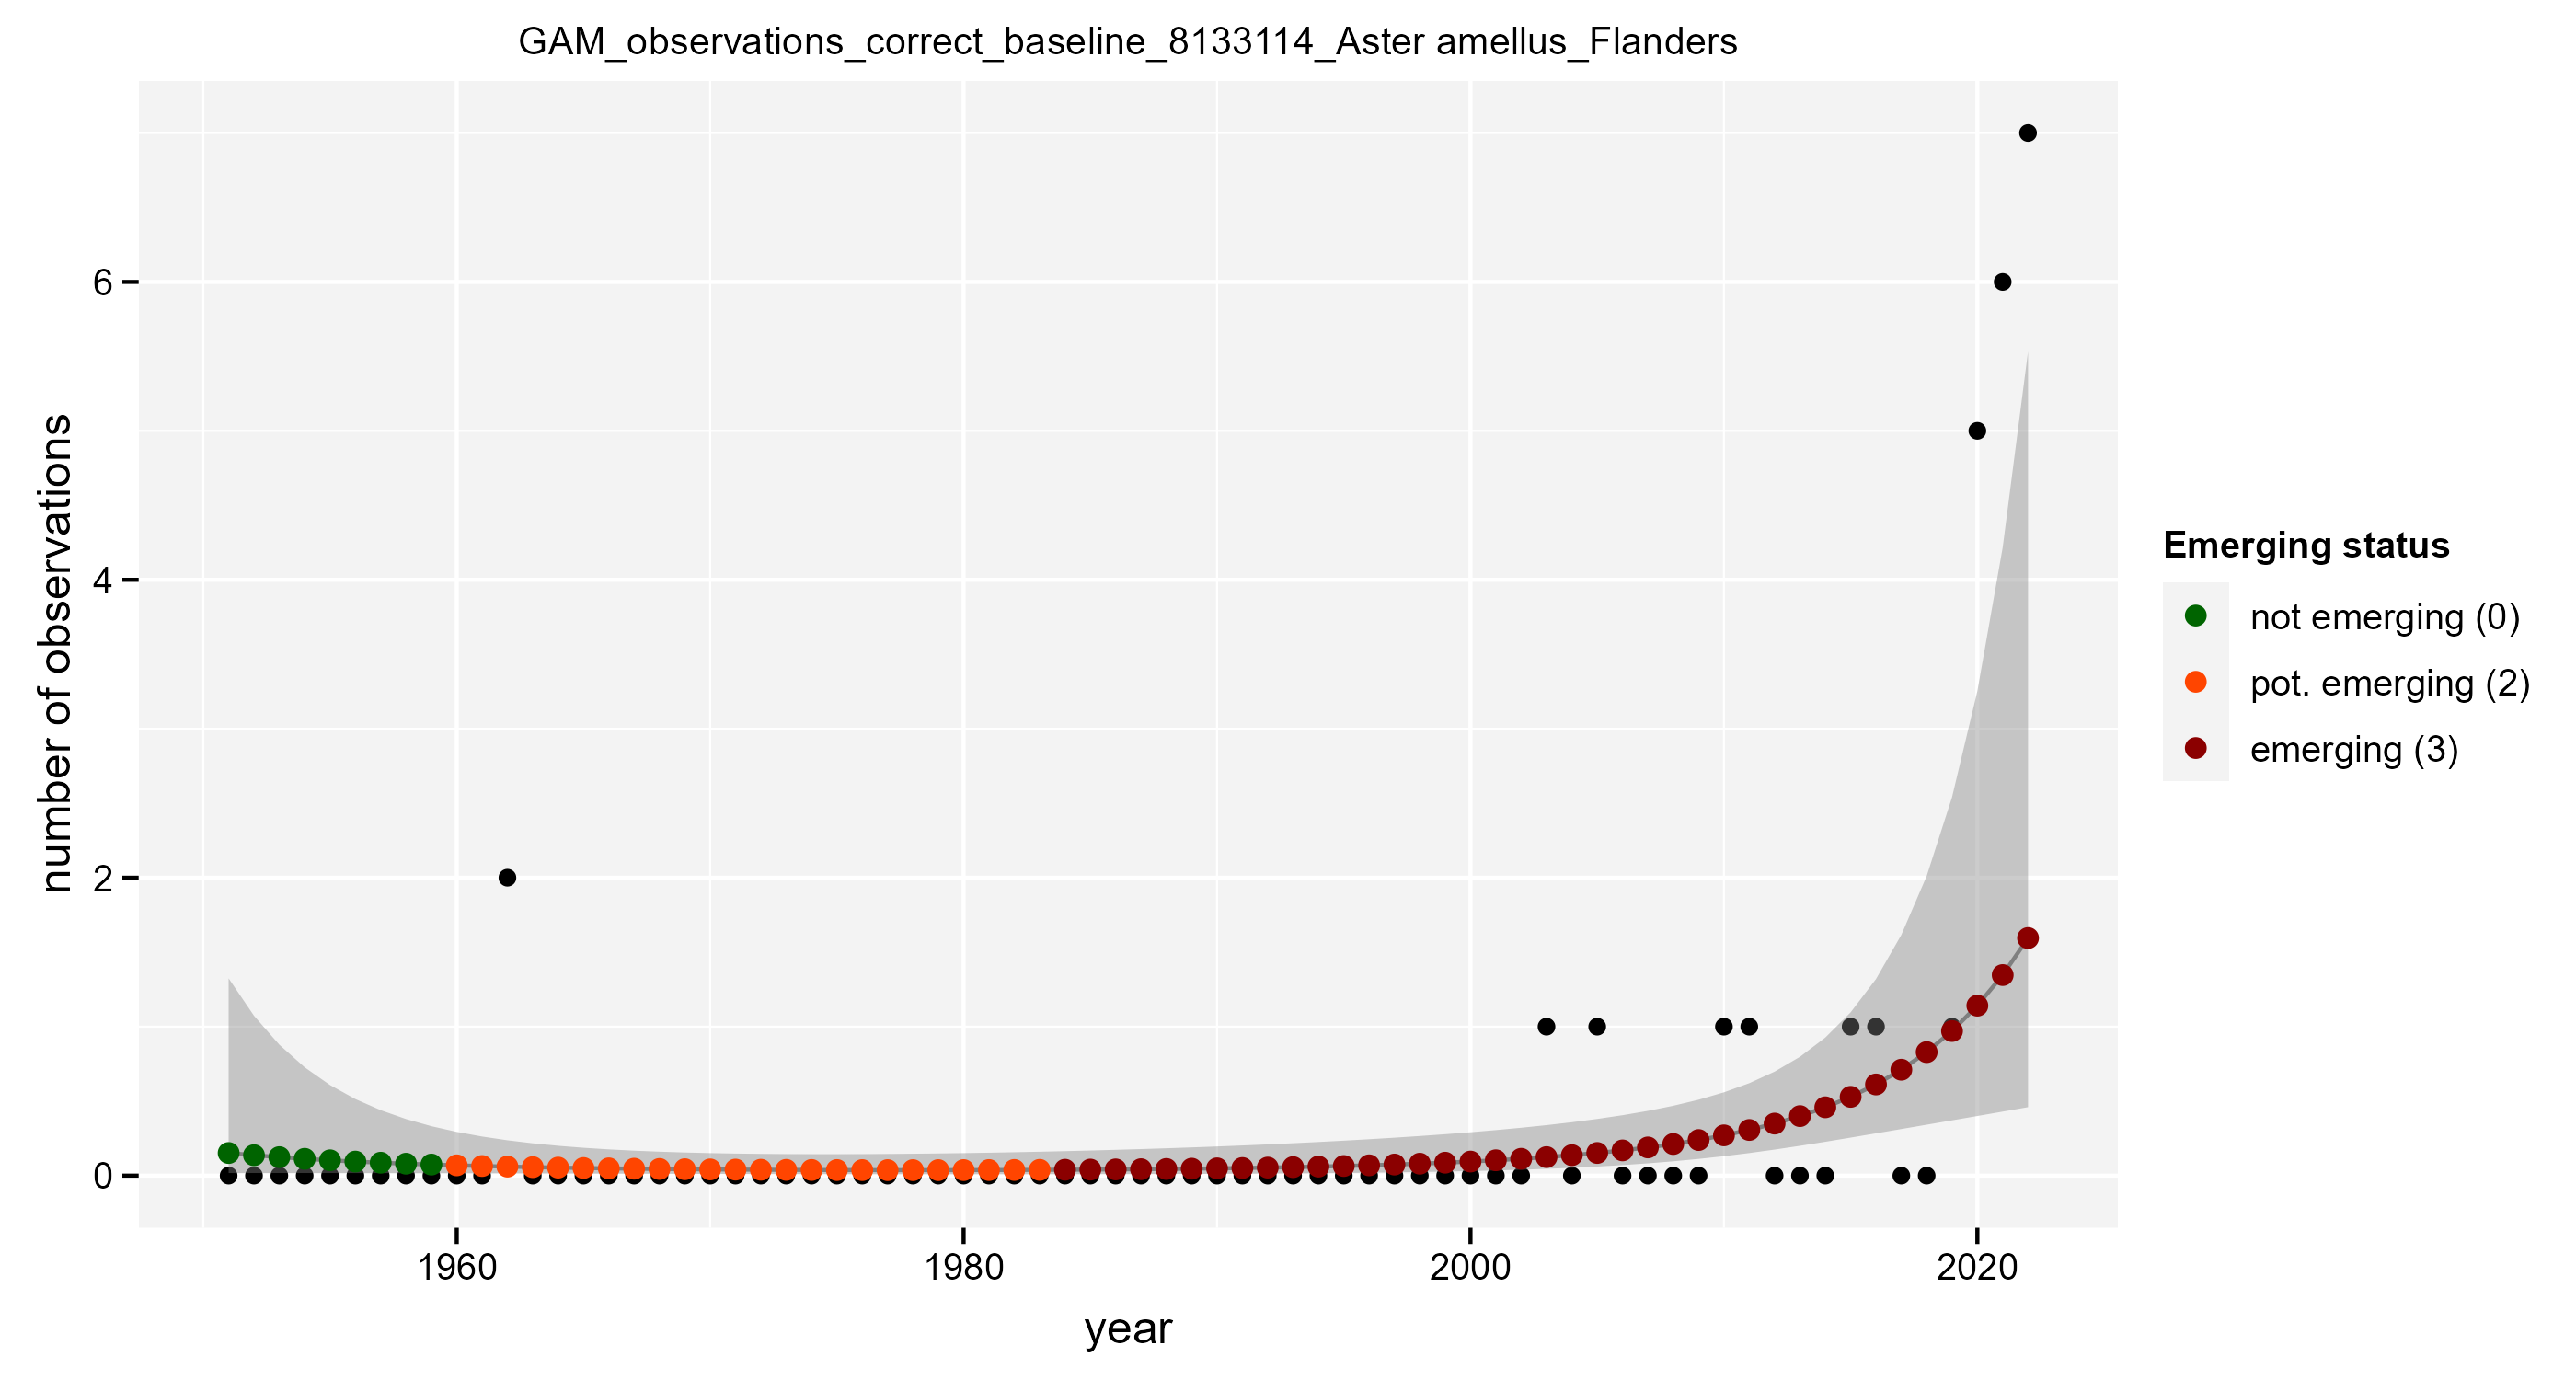 GAM_observations_correct_baseline_8133114_Aster amellus_Flanders
number of observations
6
4
2
0
1960
1980
2000
2020
year
Emerging status
not emerging (0)
pot. emerging (2)
emerging (3)